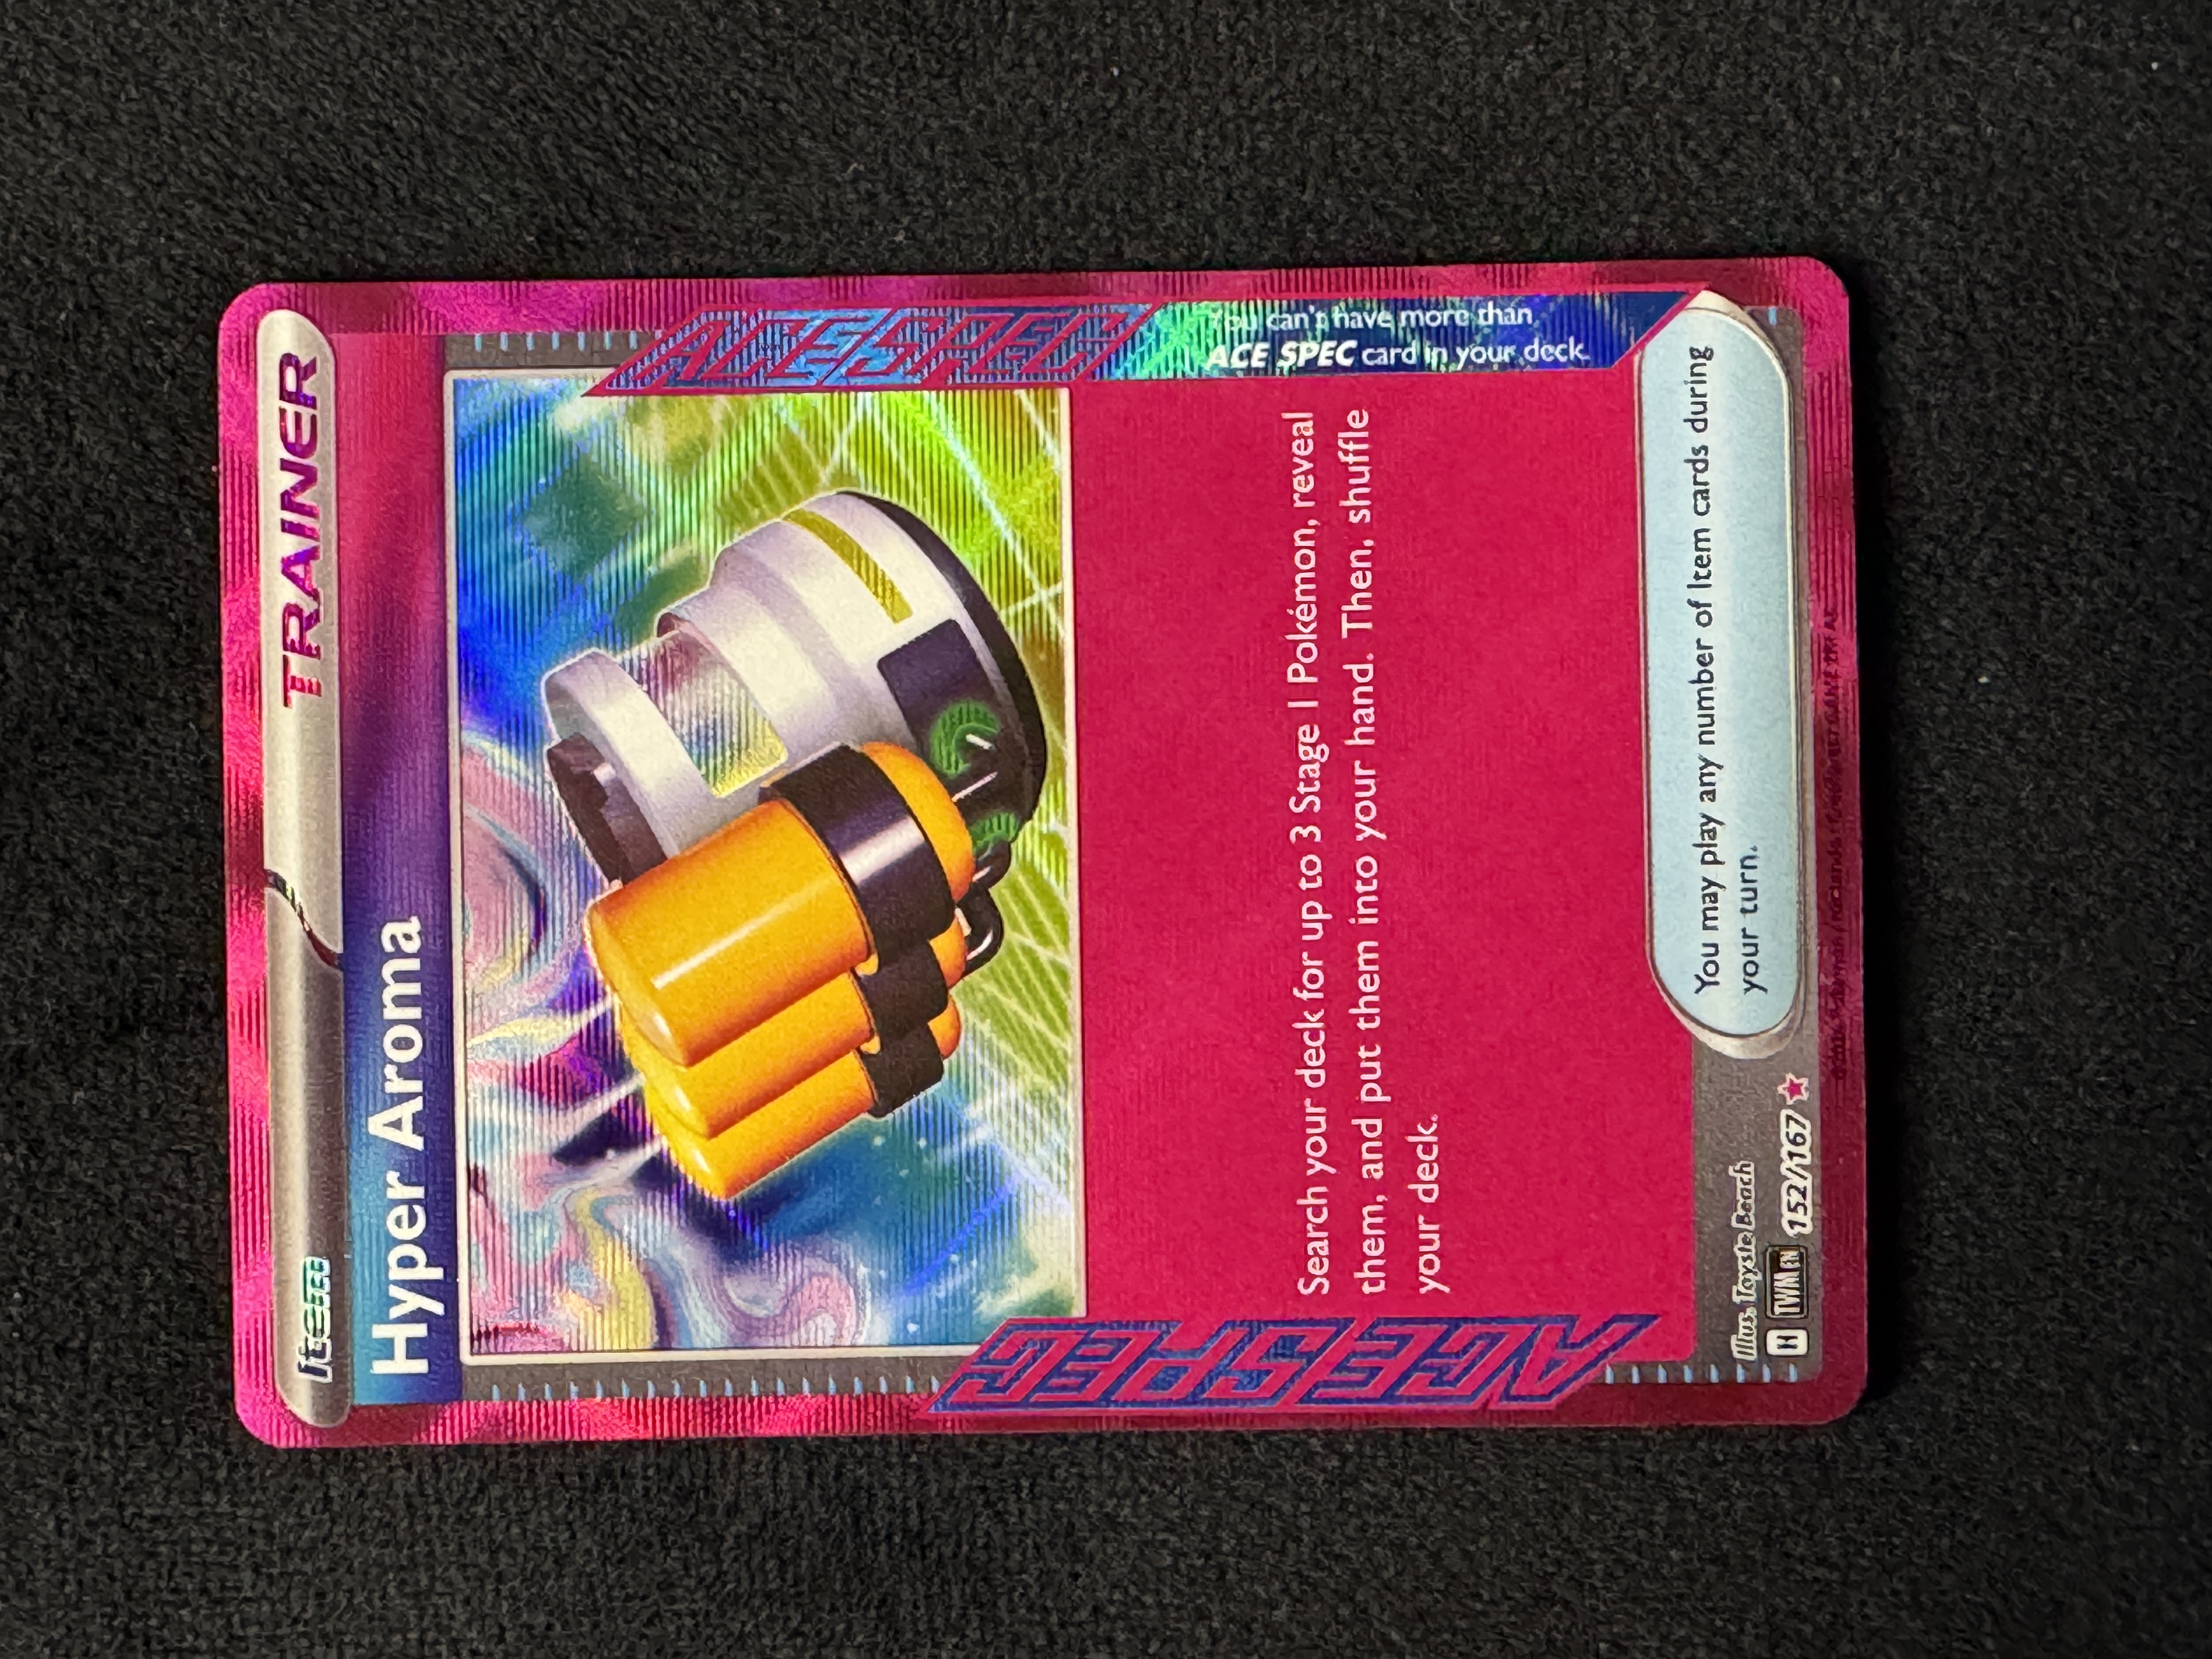 Item
TRAINER
Hyper Aroma
ACE SPEC
You can't have more than
ACE SPEC card in your deck.
Search your deck for up to 3 Stage 1 Pokémon, reveal
them, and put them into your hand. Then, shuffle
your deck.
ACE SPEC
You may play any number of Item cards during
your turn.
Illus. Toyste Beach
H TWM EN 152/167